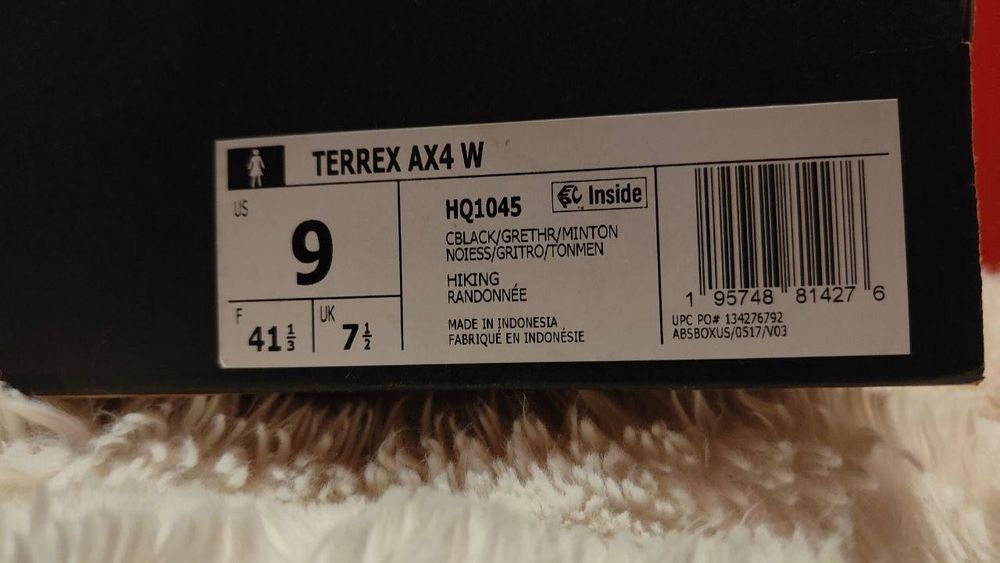 TERREX AX4 W
US
9
F
41 1/3
UK
7 1/2
HQ1045
Inside
CBLACK/GRETHR/MINTON
NOIESS/GRITRO/TONMEN
HIKING
RANDONNÉE
MADE IN INDONESIA
FABRIQUÉ EN INDONÉSIE
1 95748 81427 6
UPC PO# 134276792
ABSBOXUS/0517/V03